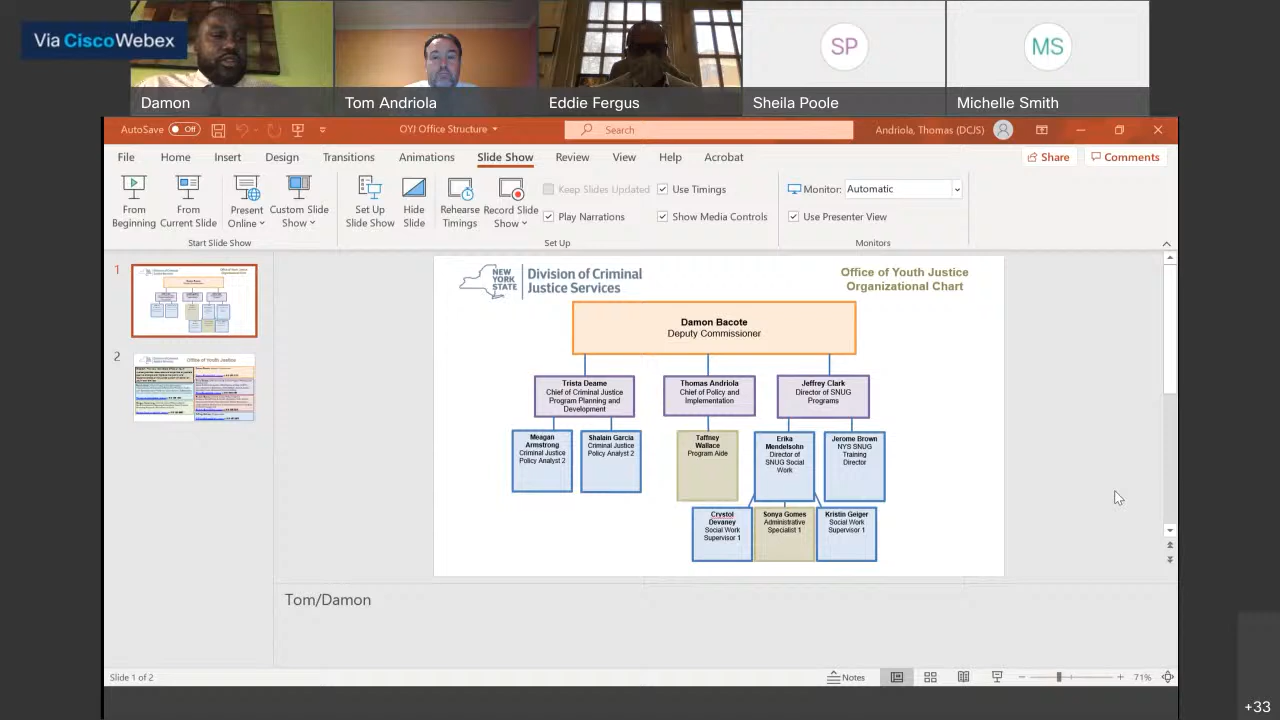 Via CiscoWebex
SP
MS
Damon
Tom Andriola
Eddie Fergus
Sheila Poole
Michelle Smith
AutoSave Off
OYJ Office Structure
Search
Andriola, Thomas (DCJS)
File Home Insert Design Transitions Animations Slide Show Review View Help Acrobat
Share
Comments
From
Beginning
From
Current Slide
Present
Online
Custom Slide
Show
Set Up
Slide Show
Hide
Slide
Rehearse
Timings
Record Slide
Show
Keep Slides Updated
Play Narrations
Use Timings
Show Media Controls
Monitor: Automatic
Use Presenter View
Start Slide Show
Set Up
Monitors
1
2
NEW
YORK
STATE
Division of Criminal
Justice Services
Office of Youth Justice
Organizational Chart
Damon Bacote
Deputy Commissioner
Trista Deame
Chief of Criminal Justice
Program Planning and
Development
Thomas Andriola
Chief of Policy and
Implementation
Jeffrey Clark
Director of SNUG
Programs
Meagan
Armstrong
Criminal Justice
Policy Analyst 2
Shalain Garcia
Criminal Justice
Policy Analyst 2
Taffney
Wallace
Program Aide
Erika
Mendelsohn
Director of
SNUG Social
Work
Jerome Brown
NYS SNUG
Training
Director
Crystol
Devaney
Social Work
Supervisor 1
Sonya Gomes
Administrative
Specialist 1
Kristin Geiger
Social Work
Supervisor 1
Tom/Damon
Slide 1 of 2
Notes
71%
+33